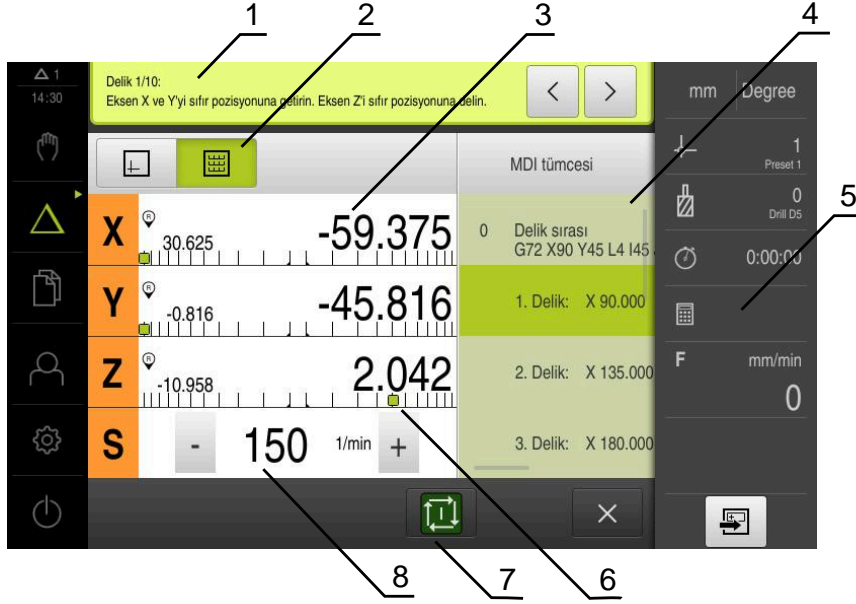 1
2
3
4
1
14:30
Delik 1/10:
Eksen X ve Y'yi sıfır pozisyonuna getirin. Eksen Z'i sıfır pozisyonuna delin.
<
>
mm
Degree
MDI tümcesi
1
Preset 1
0
Drill D5
5
X
R
30.625
-59.375
0
Delik sırası
G72 X90 Y45 L4 I45
0:00:00
Y
R
-0.816
-45.816
1. Delik: X 90.000
Z
R
-10.958
2.042
2. Delik: X 135.000
F
mm/min
0
S
-
150
1/min
+
3. Delik: X 180.000
8
7
6